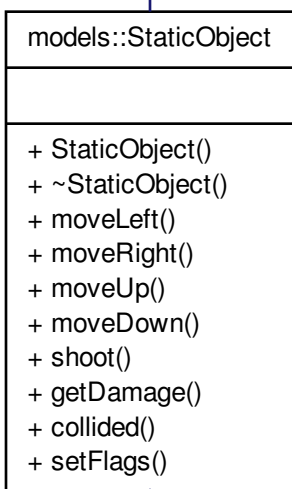 models::StaticObject
+ StaticObject()
+ ~StaticObject()
+ moveLeft()
+ moveRight()
+ moveUp()
+ moveDown()
+ shoot()
+ getDamage()
+ collided()
+ setFlags()